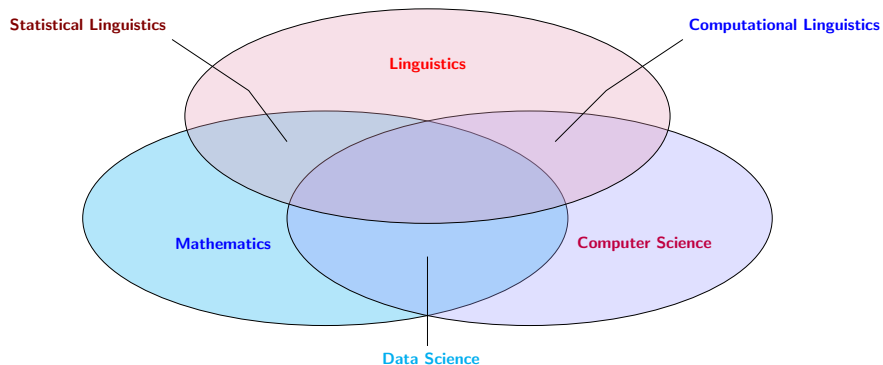 Statistical Linguistics
Computational Linguistics
Linguistics
Mathematics
Computer Science
Data Science